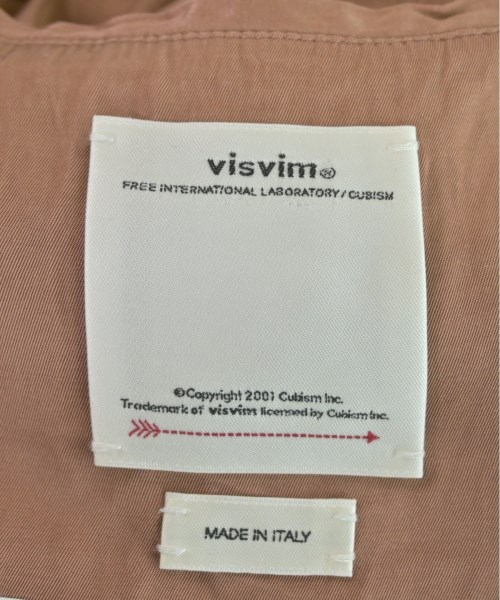 visvim®
FREE INTERNATIONAL LABORATORY/CUBISM
©Copyright 2001 Cubism Inc.
Trademark of visvim licensed by Cubism Inc.
MADE IN ITALY